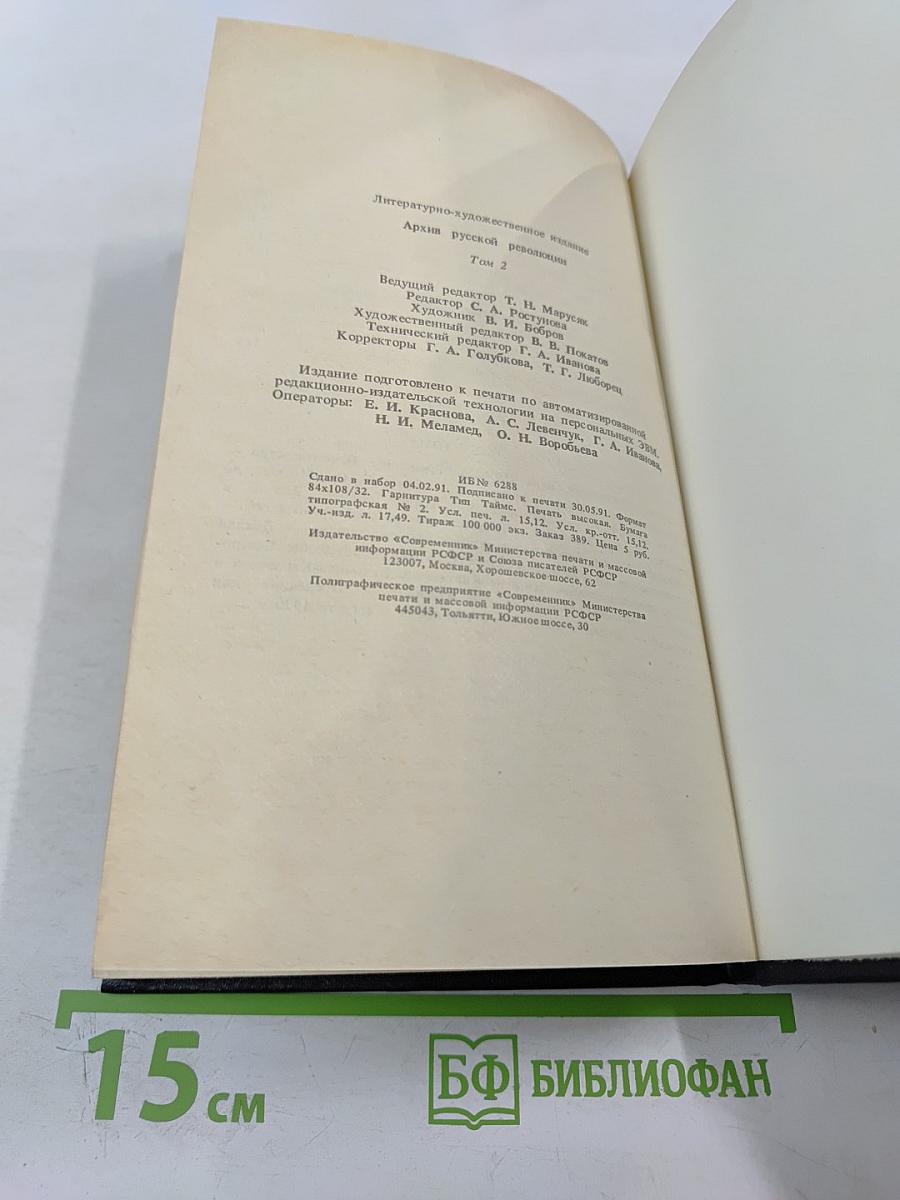 Литературно-художественное издание
Архив русской революции
Том 2
Ведущий редактор Т. Н. Марусяк
Редактор С. А. Ростунова
Художник В. И. Бобров
Художественный редактор В. В. Покатов
Технический редактор Г. А. Иванова
Корректоры Г. А. Голубкова, Т. Г. Люборец
Издание подготовлено к печати по автоматизированной
редакционно-издательской технологии на персональных ЭВМ.
Операторы: Е. И. Краснова, А. С. Левенчук, Г. А. Иванова,
Н. И. Меламед, О. Н. Воробьева
ИБ № 6288
Сдано в набор 04.02.91. Подписано к печати 30.05.91. Формат
84х108/32. Гарнитура Тип Таймс. Печать высокая. Бумага
типографская № 2. Усл. печ. л. 15,12. Усл. кр.-отт. 15,12.
Уч.-изд. л. 17,49. Тираж 100 000 экз. Заказ 389. Цена 5 руб.
Издательство «Современник» Министерства печати и массовой
информации РСФСР и Союза писателей РСФСР
123007, Москва, Хорошевское шоссе, 62
Полиграфическое предприятие «Современник» Министерства
печати и массовой информации РСФСР
445043, Тольятти, Южное шоссе, 30
15 см
БФ БИБЛИОФАН